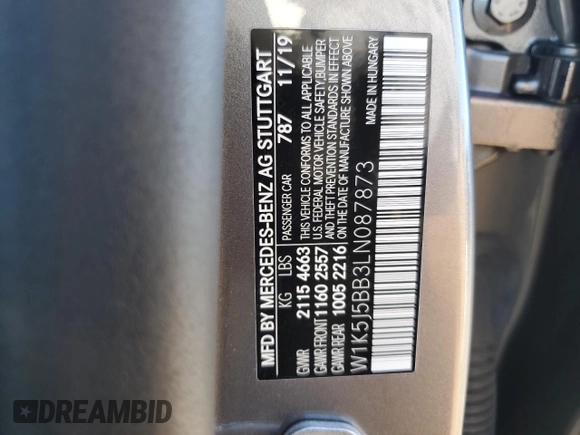 MFD BY MERCEDES-BENZ AG STUTTGART
KG LBS PASSENGER CAR 787 11/19
GVWR 2115 4663 THIS VEHICLE CONFORMS TO ALL APPLICABLE
GAWR FRONT 1160 2557 U.S. FEDERAL MOTOR VEHICLE SAFETY, BUMPER
GAWR REAR 1005 2216 AND THEFT PREVENTION STANDARDS IN EFFECT
ON THE DATE OF MANUFACTURE SHOWN ABOVE
W1K5J5BB3LN087873 MADE IN HUNGARY
DREAMBID